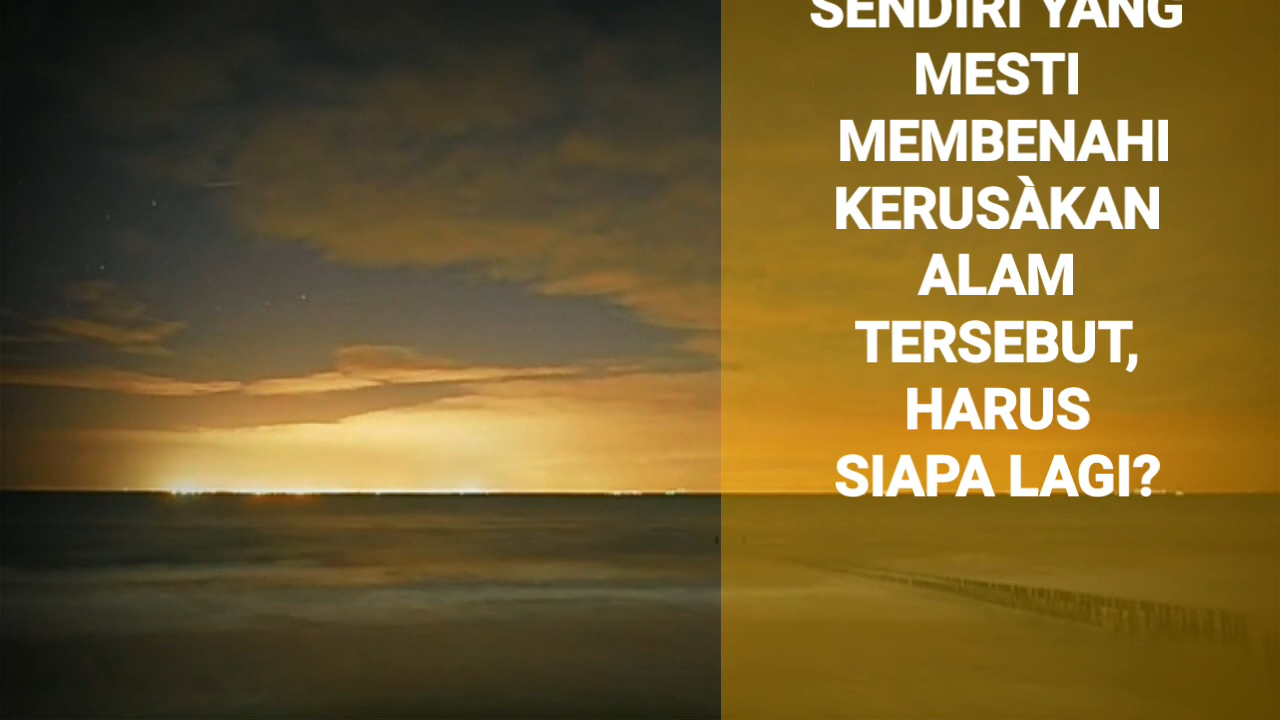 SENDIRI YANG
MESTI
MEMBENAHI
KERUSÀKAN
ALAM
TERSEBUT,
HARUS
SIAPA LAGI?